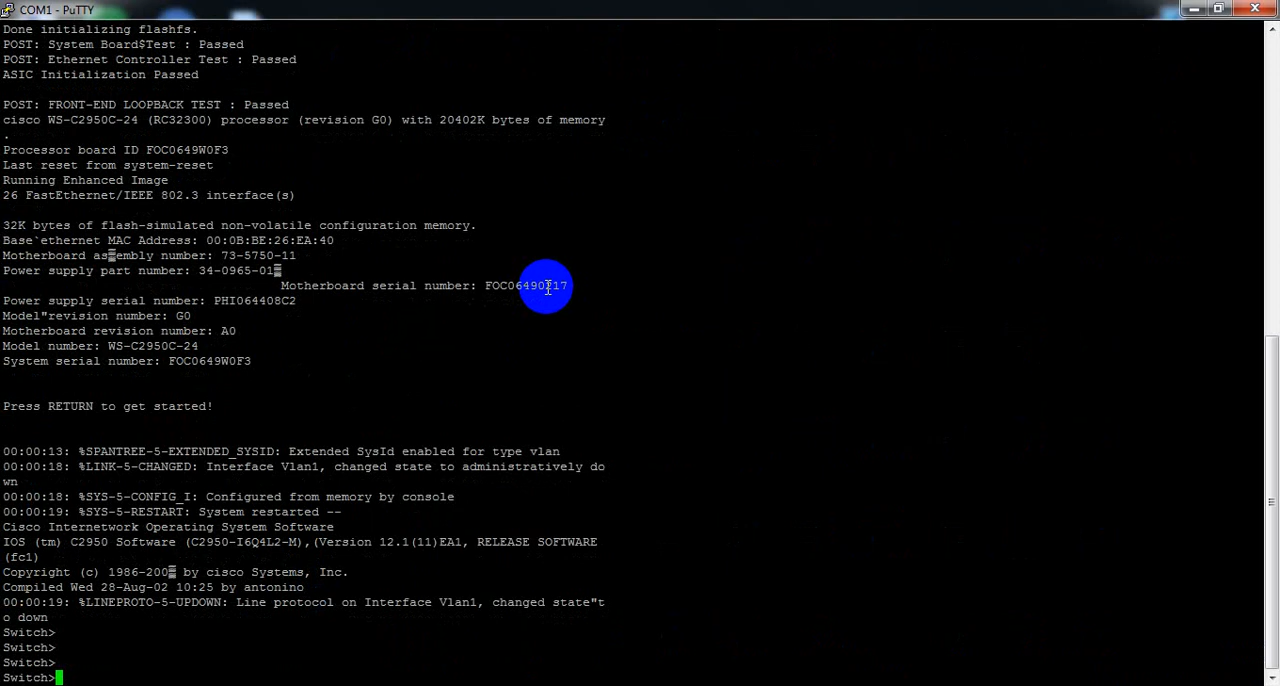 COM1 - PuTTY
Done initializing flashfs.
POST: System Board$Test : Passed
POST: Ethernet Controller Test : Passed
ASIC Initialization Passed
POST: FRONT-END LOOPBACK TEST : Passed
cisco WS-C2950C-24 (RC32300) processor (revision G0) with 20402K bytes of memory
.
Processor board ID FOC0649W0F3
Last reset from system-reset
Running Enhanced Image
26 FastEthernet/IEEE 802.3 interface(s)
32K bytes of flash-simulated non-volatile configuration memory.
Base`ethernet MAC Address: 00:0B:BE:26:EA:40
Motherboard as▒embly number: 73-5750-11
Power supply part number: 34-0965-01▒
Motherboard serial number:
Power supply serial number: PHI064408C2
Model"revision number: G0
Motherboard revision number: A0
Model number: WS-C2950C-24
System serial number: FOC0649W0F3
Press RETURN to get started!
00:00:13: %SPANTREE-5-EXTENDED_SYSID: Extended SysId enabled for type vlan
00:00:18: %LINK-5-CHANGED: Interface Vlan1, changed state to administratively do
wn
00:00:18: %SYS-5-CONFIG_I: Configured from memory by console
00:00:19: %SYS-5-RESTART: System restarted --
Cisco Internetwork Operating System Software
IOS (tm) C2950 Software (C2950-I6Q4L2-M),(Version 12.1(11)EA1, RELEASE SOFTWARE
(fc1)
Copyright (c) 1986-200▒ by cisco Systems, Inc.
Compiled Wed 28-Aug-02 10:25 by antonino
00:00:19: %LINEPROTO-5-UPDOWN: Line protocol on Interface Vlan1, changed state"t
o down
Switch>
Switch>
Switch>
Switch>